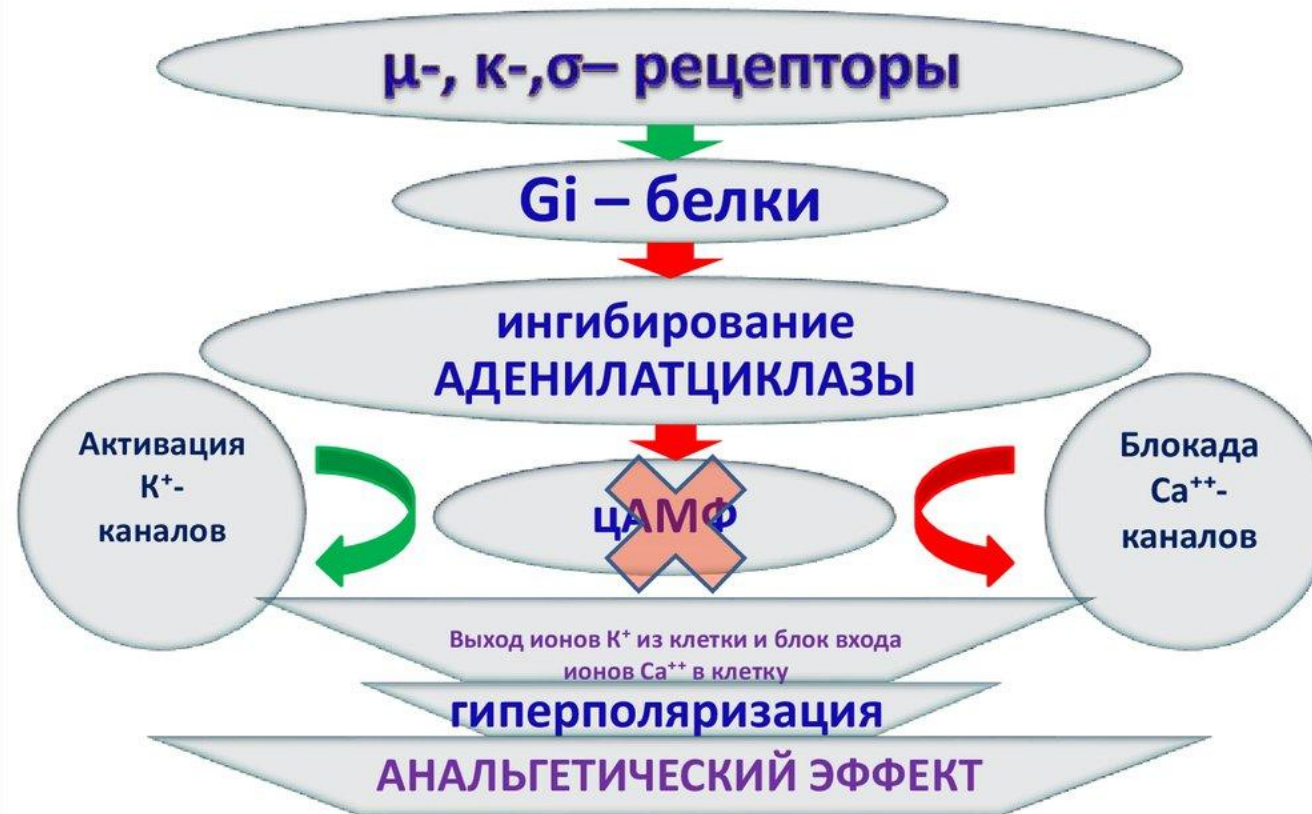 μ-, κ-,σ– рецепторы
Gi – белки
ингибирование
АДЕНИЛАТЦИКЛАЗЫ
Активация
К⁺-
каналов
цАМФ
Блокада
Са⁺⁺-
каналов
Выход ионов К⁺ из клетки и блок входа
ионов Са⁺⁺ в клетку
гиперполяризация
АНАЛЬГЕТИЧЕСКИЙ ЭФФЕКТ